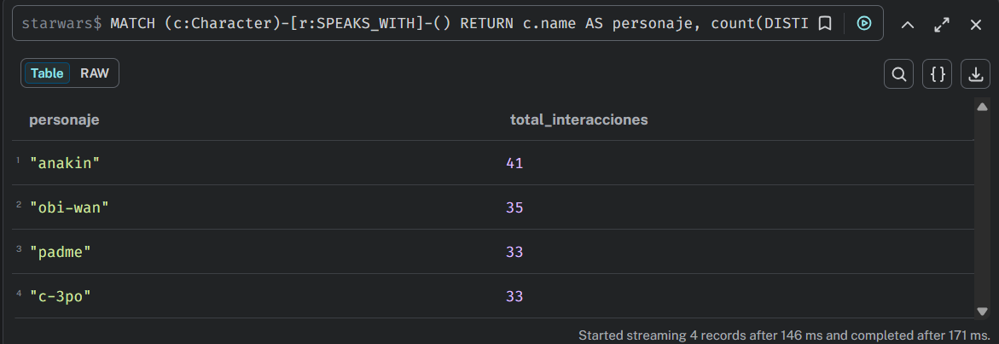 starwars$ MATCH (c:Character)-[r:SPEAKS_WITH]-() RETURN c.name AS personaje, count(DISTI
Table RAW
{}
personaje total_interacciones
1 "anakin" 41
2 "obi-wan" 35
3 "padme" 33
4 "c-3po" 33
Started streaming 4 records after 146 ms and completed after 171 ms.